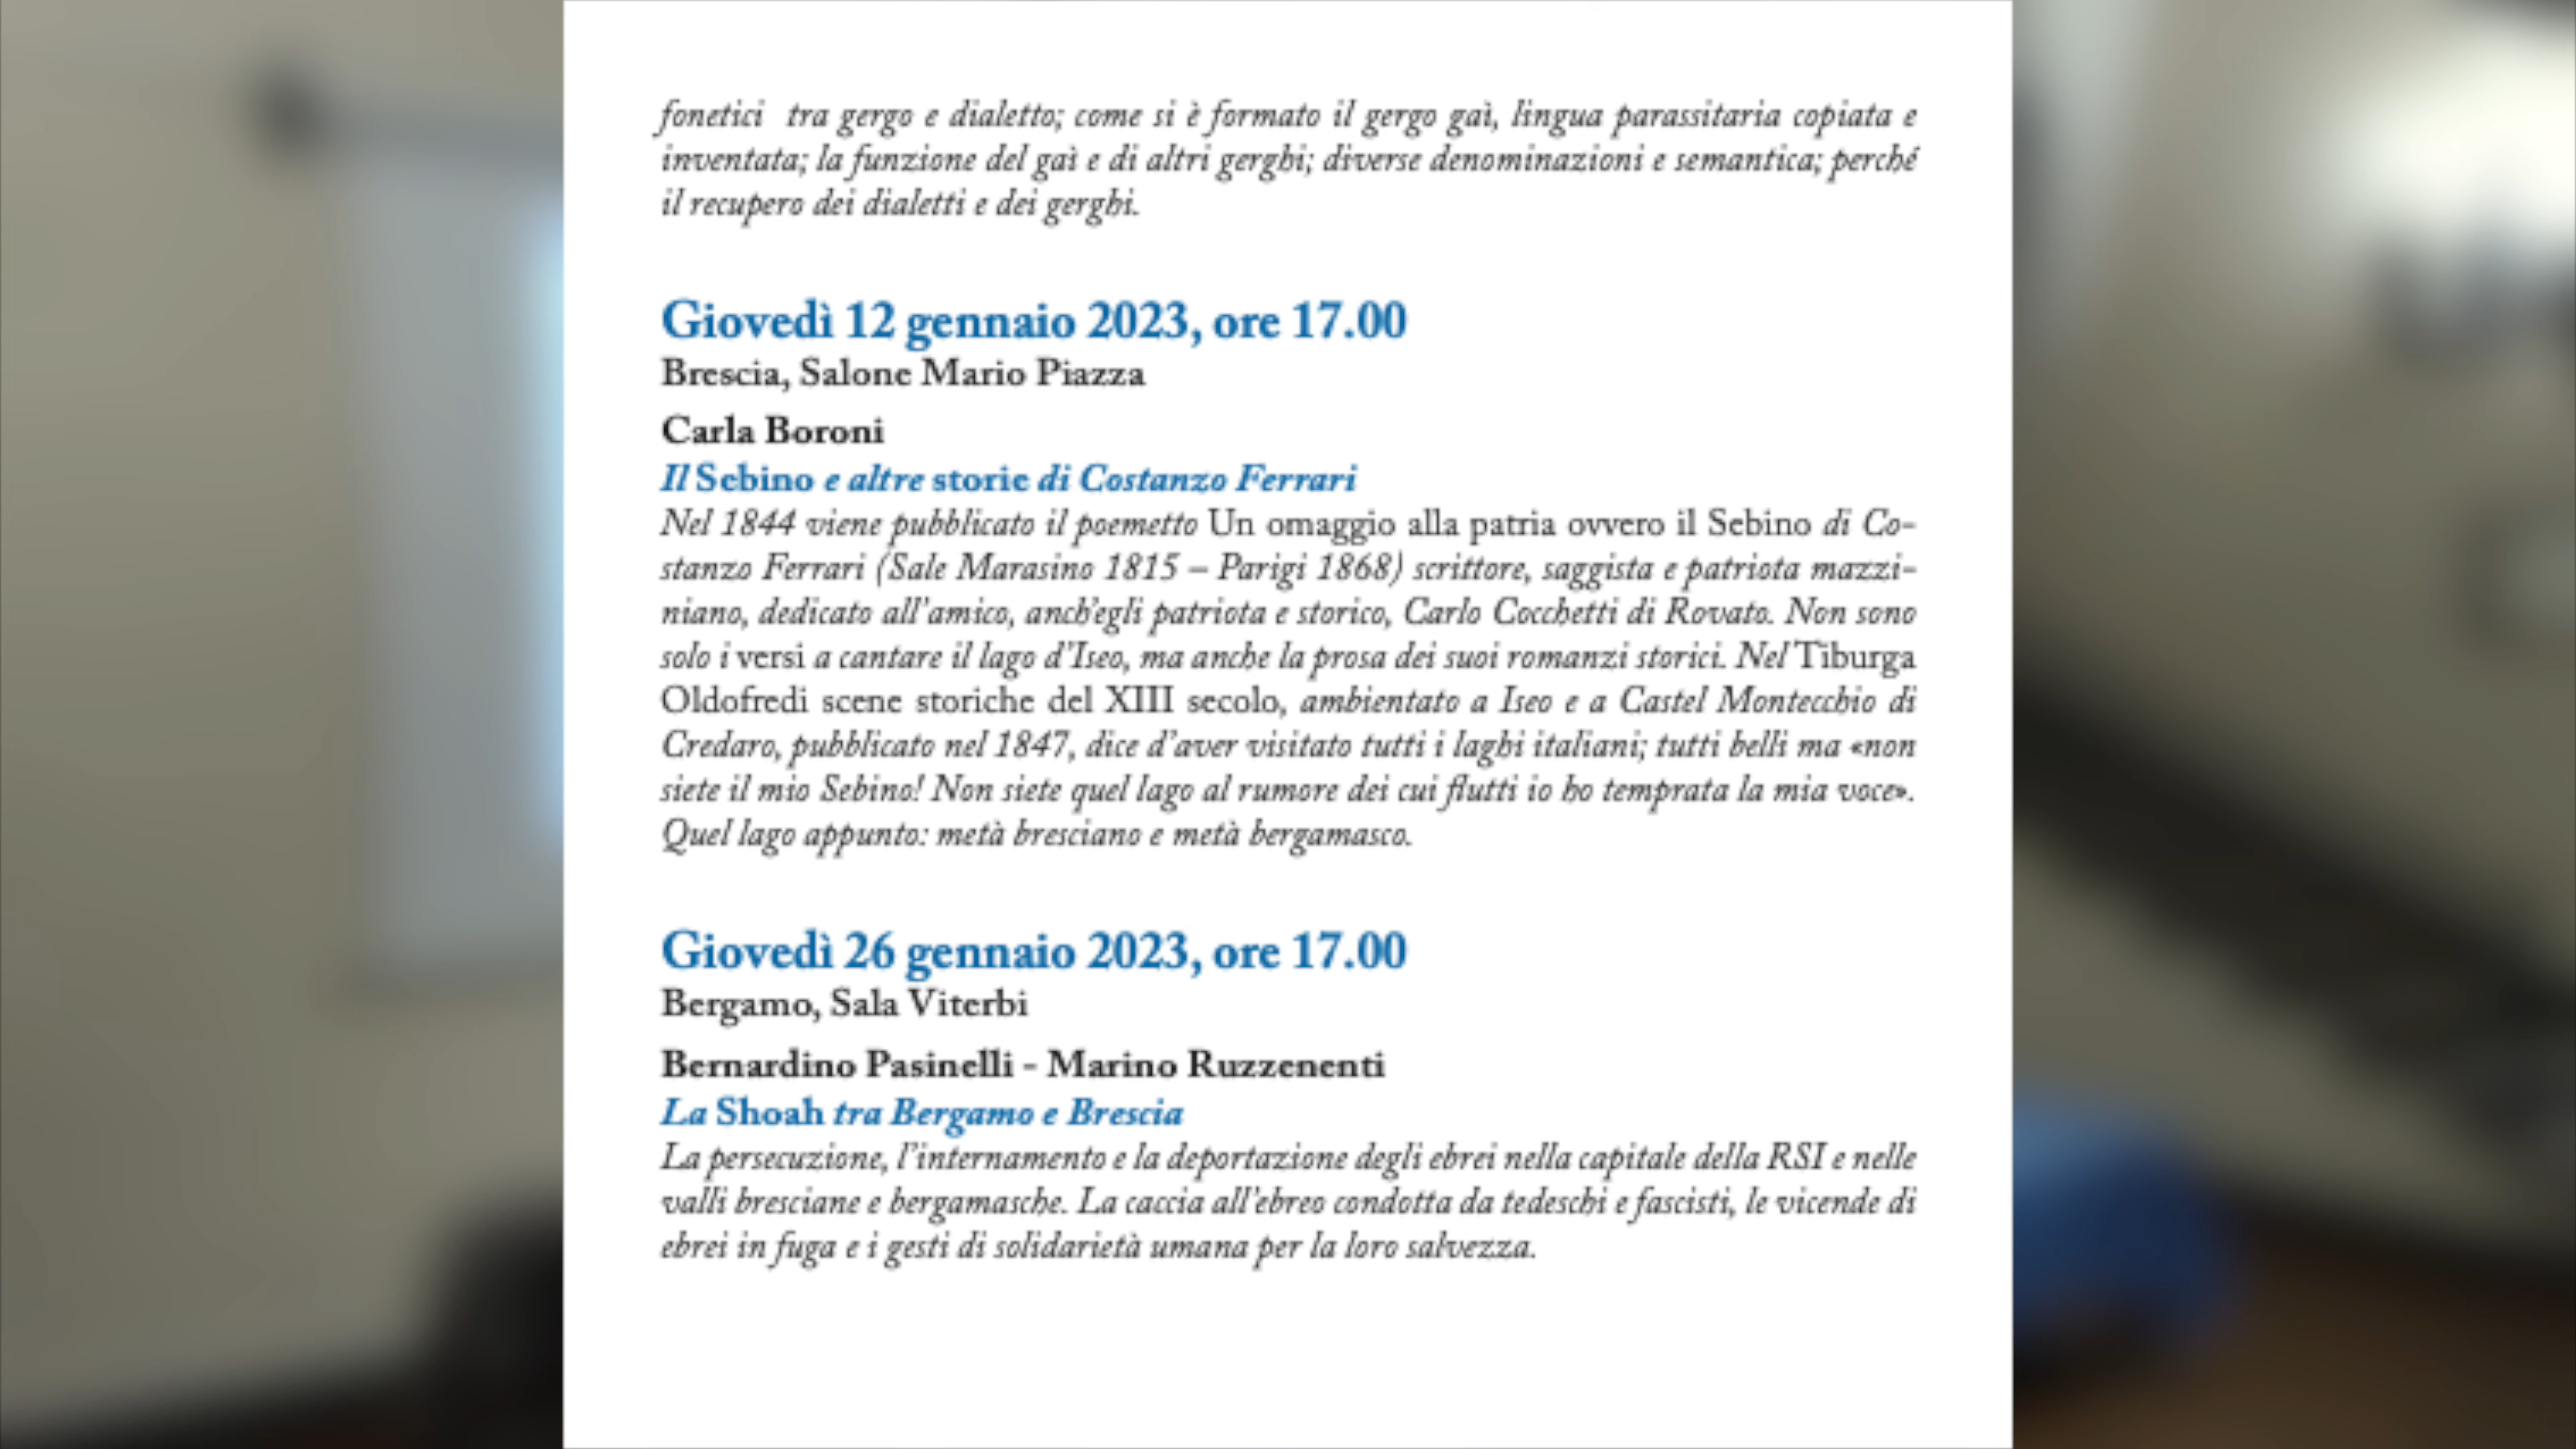 fonetici tra gergo e dialetto; come si è formato il gergo gaì, lingua parassitaria copiata e
inventata; la funzione del gaì e di altri gerghi; diverse denominazioni e semantica; perché
il recupero dei dialetti e dei gerghi.
Giovedì 12 gennaio 2023, ore 17.00
Brescia, Salone Mario Piazza
Carla Boroni
Il Sebino e altre storie di Costanzo Ferrari
Nel 1844 viene pubblicato il poemetto Un omaggio alla patria ovvero il Sebino di Co-
stanzo Ferrari (Sale Marasino 1815 – Parigi 1868) scrittore, saggista e patriota mazzi-
niano, dedicato all'amico, anch'egli patriota e storico, Carlo Cocchetti di Rovato. Non sono
solo i versi a cantare il lago d'Iseo, ma anche la prosa dei suoi romanzi storici. Nel Tiburga
Oldofredi scene storiche del XIII secolo, ambientato a Iseo e a Castel Montecchio di
Credaro, pubblicato nel 1847, dice d'aver visitato tutti i laghi italiani; tutti belli ma «non
siete il mio Sebino! Non siete quel lago al rumore dei cui flutti io ho temprata la mia voce».
Quel lago appunto: metà bresciano e metà bergamasco.
Giovedì 26 gennaio 2023, ore 17.00
Bergamo, Sala Viterbi
Bernardino Pasinelli - Marino Ruzzenenti
La Shoah tra Bergamo e Brescia
La persecuzione, l'internamento e la deportazione degli ebrei nella capitale della RSI e nelle
valli bresciane e bergamasche. La caccia all'ebreo condotta da tedeschi e fascisti, le vicende di
ebrei in fuga e i gesti di solidarietà umana per la loro salvezza.